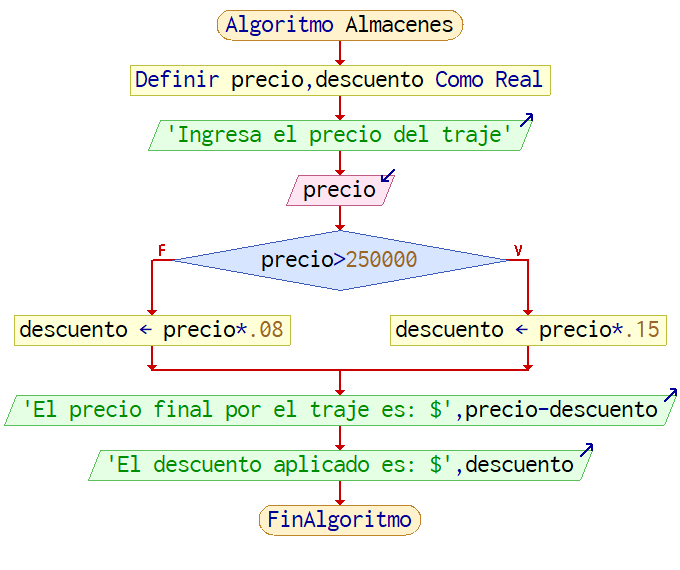 Algoritmo Almacenes
Definir precio,descuento Como Real
'Ingresa el precio del traje'
precio
F
V
precio>250000
descuento ← precio*.08
descuento ← precio*.15
'El precio final por el traje es: $',precio-descuento
'El descuento aplicado es: $',descuento
FinAlgoritmo